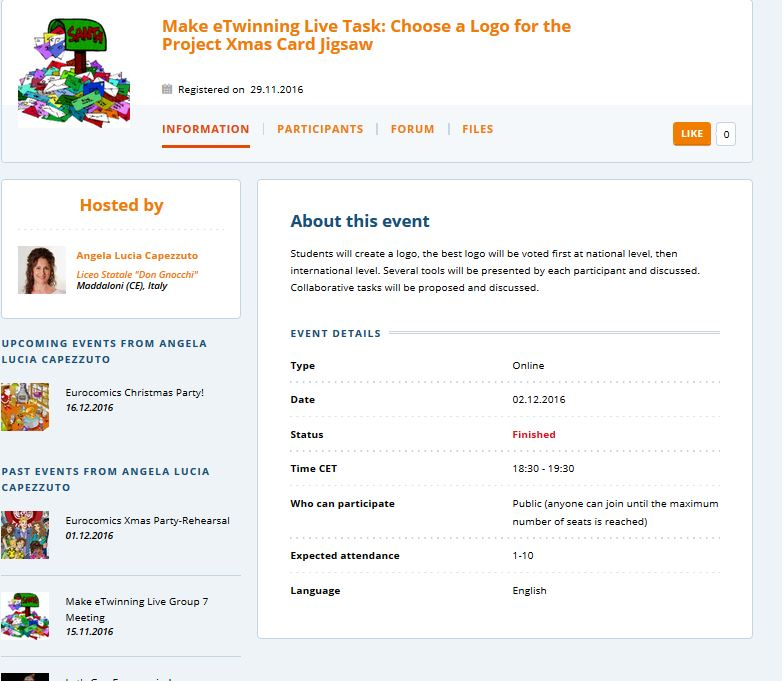 SANTA
Make eTwinning Live Task: Choose a Logo for the
Project Xmas Card Jigsaw
Registered on 29.11.2016
INFORMATION
PARTICIPANTS
FORUM
FILES
LIKE
0
Hosted by
Angela Lucia Capezzuto
Liceo Statale "Don Gnocchi"
Maddaloni (CE), Italy
UPCOMING EVENTS FROM ANGELA
LUCIA CAPEZZUTO
Eurocomics Christmas Party!
16.12.2016
PAST EVENTS FROM ANGELA LUCIA
CAPEZZUTO
Eurocomics Xmas Party-Rehearsal
01.12.2016
Make eTwinning Live Group 7
Meeting
15.11.2016
About this event
Students will create a logo, the best logo will be voted first at national level, then
international level. Several tools will be presented by each participant and discussed.
Collaborative tasks will be proposed and discussed.
EVENT DETAILS
Type Online
Date 02.12.2016
Status Finished
Time CET 18:30 - 19:30
Who can participate Public (anyone can join until the maximum
number of seats is reached)
Expected attendance 1-10
Language English